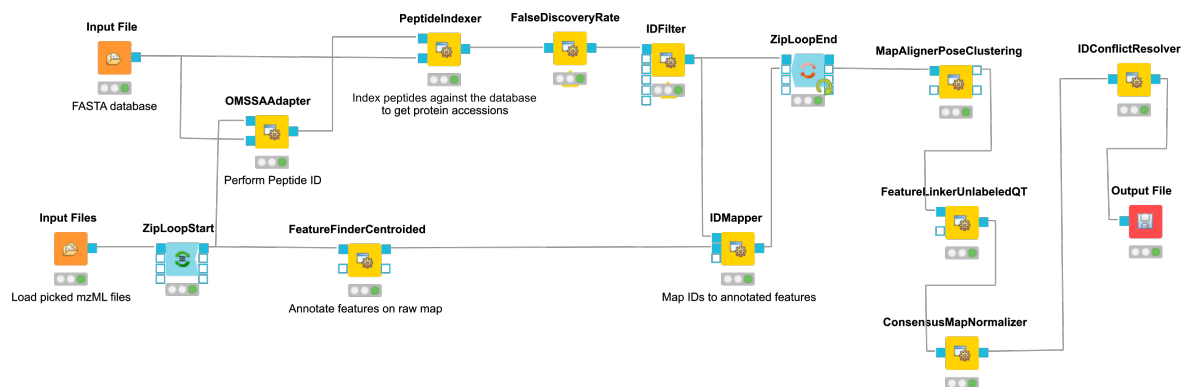 Input File
FASTA database
OMSSAAdapter
Perform Peptide ID
PeptideIndexer
Index peptides against the database
to get protein accessions
FalseDiscoveryRate
IDFilter
ZipLoopEnd
MapAlignerPoseClustering
IDConflictResolver
Input Files
Load picked mzML files
ZipLoopStart
FeatureFinderCentroided
Annotate features on raw map
IDMapper
Map IDs to annotated features
FeatureLinkerUnlabeledQT
Output File
ConsensusMapNormalizer